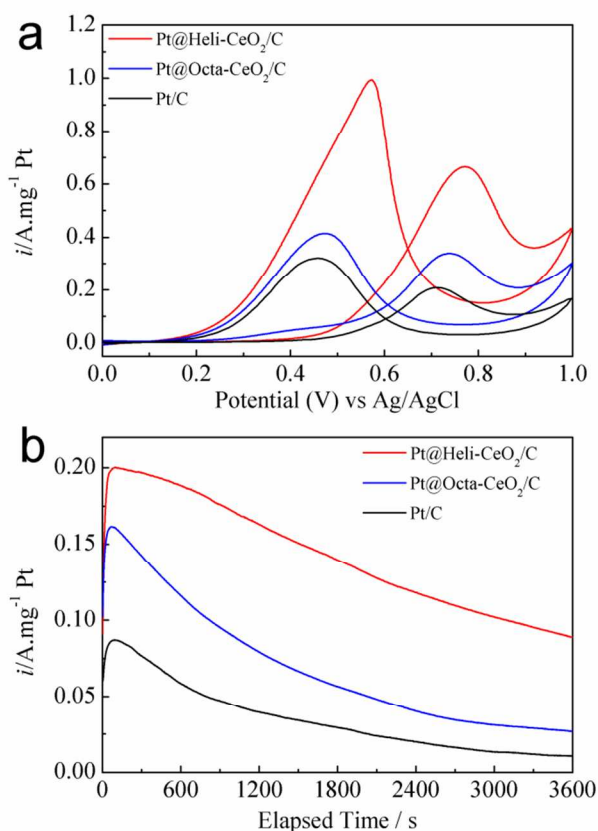 a
1.2
1.0
0.8
0.6
0.4
0.2
0.0
i/A.mg⁻¹ Pt
Pt@Heli-CeO₂/C
Pt@Octa-CeO₂/C
Pt/C
0.0 0.2 0.4 0.6 0.8 1.0
Potential (V) vs Ag/AgCl
b
0.20
0.15
0.10
0.05
0.00
i/A.mg⁻¹ Pt
Pt@Heli-CeO₂/C
Pt@Octa-CeO₂/C
Pt/C
0 600 1200 1800 2400 3000 3600
Elapsed Time / s